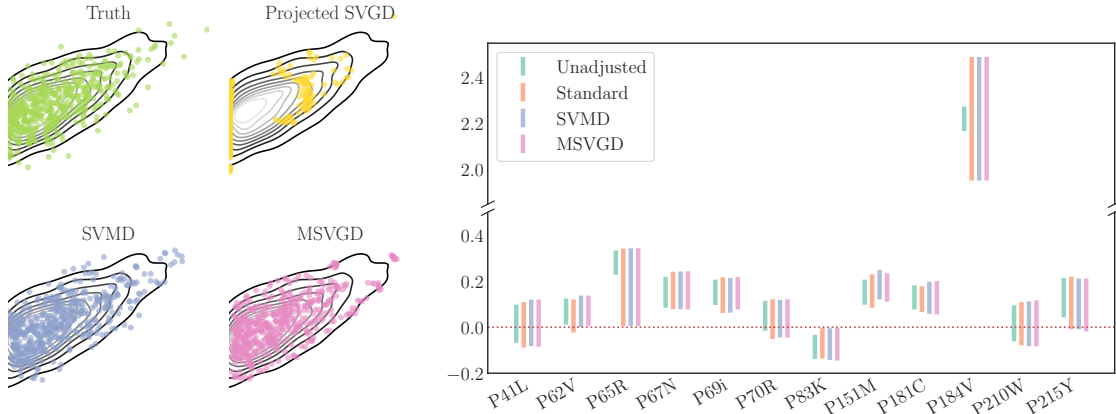 Truth
Projected SVGD
SVMD
MSVGD
Unadjusted
Standard
SVMD
MSVGD
2.4
2.2
2.0
0.4
0.2
0.0
−0.2
P41L
P62V
P65R
P67N
P69i
P70R
P83K
P151M
P181C
P184V
P210W
P215Y